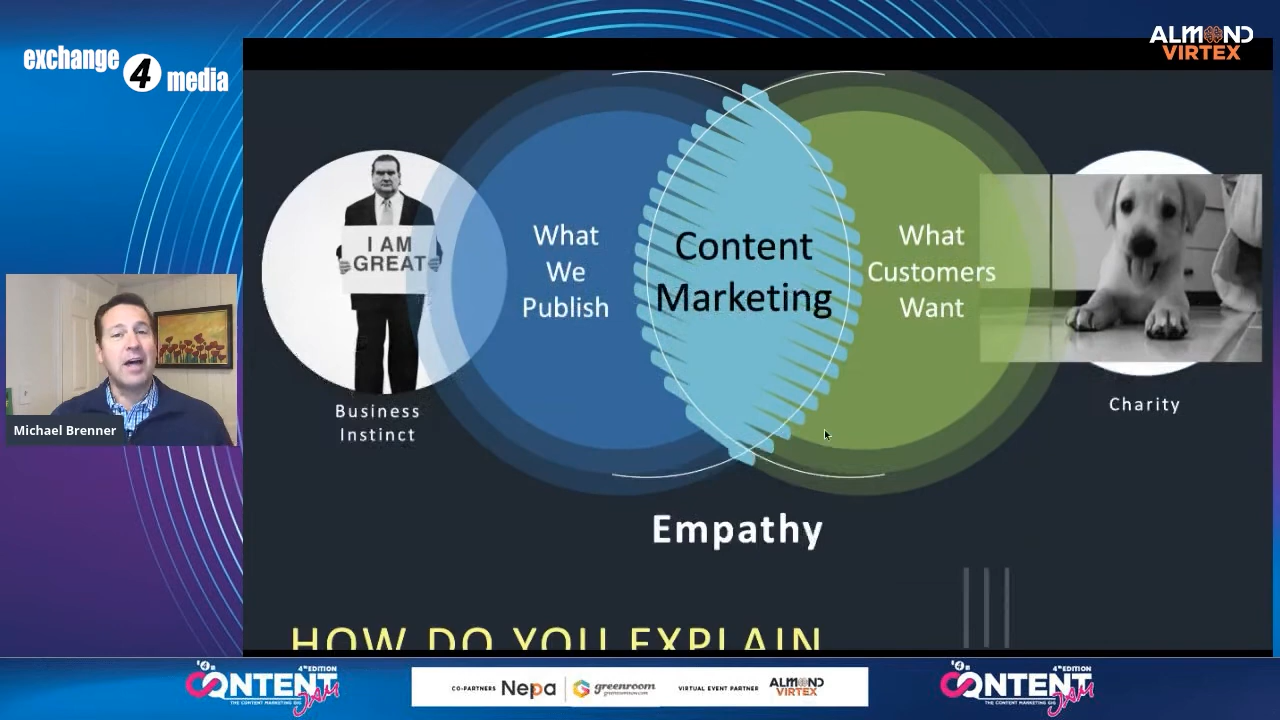 exchange
4
media
ALMOND
VIRTEX
I AM
GREAT
What
We
Publish
Content
Marketing
What
Customers
Want
Business
Instinct
Charity
Michael Brenner
Empathy
HOW DO YOU EXPLAIN
4TH EDITION
CONTENT
JAM
THE CONTENT MARKETING GIG
CO-PARTNERS Nepa greenroom
VIRTUAL EVENT PARTNER ALMOND
VIRTEX
4TH EDITION
CONTENT
JAM
THE CONTENT MARKETING GIG